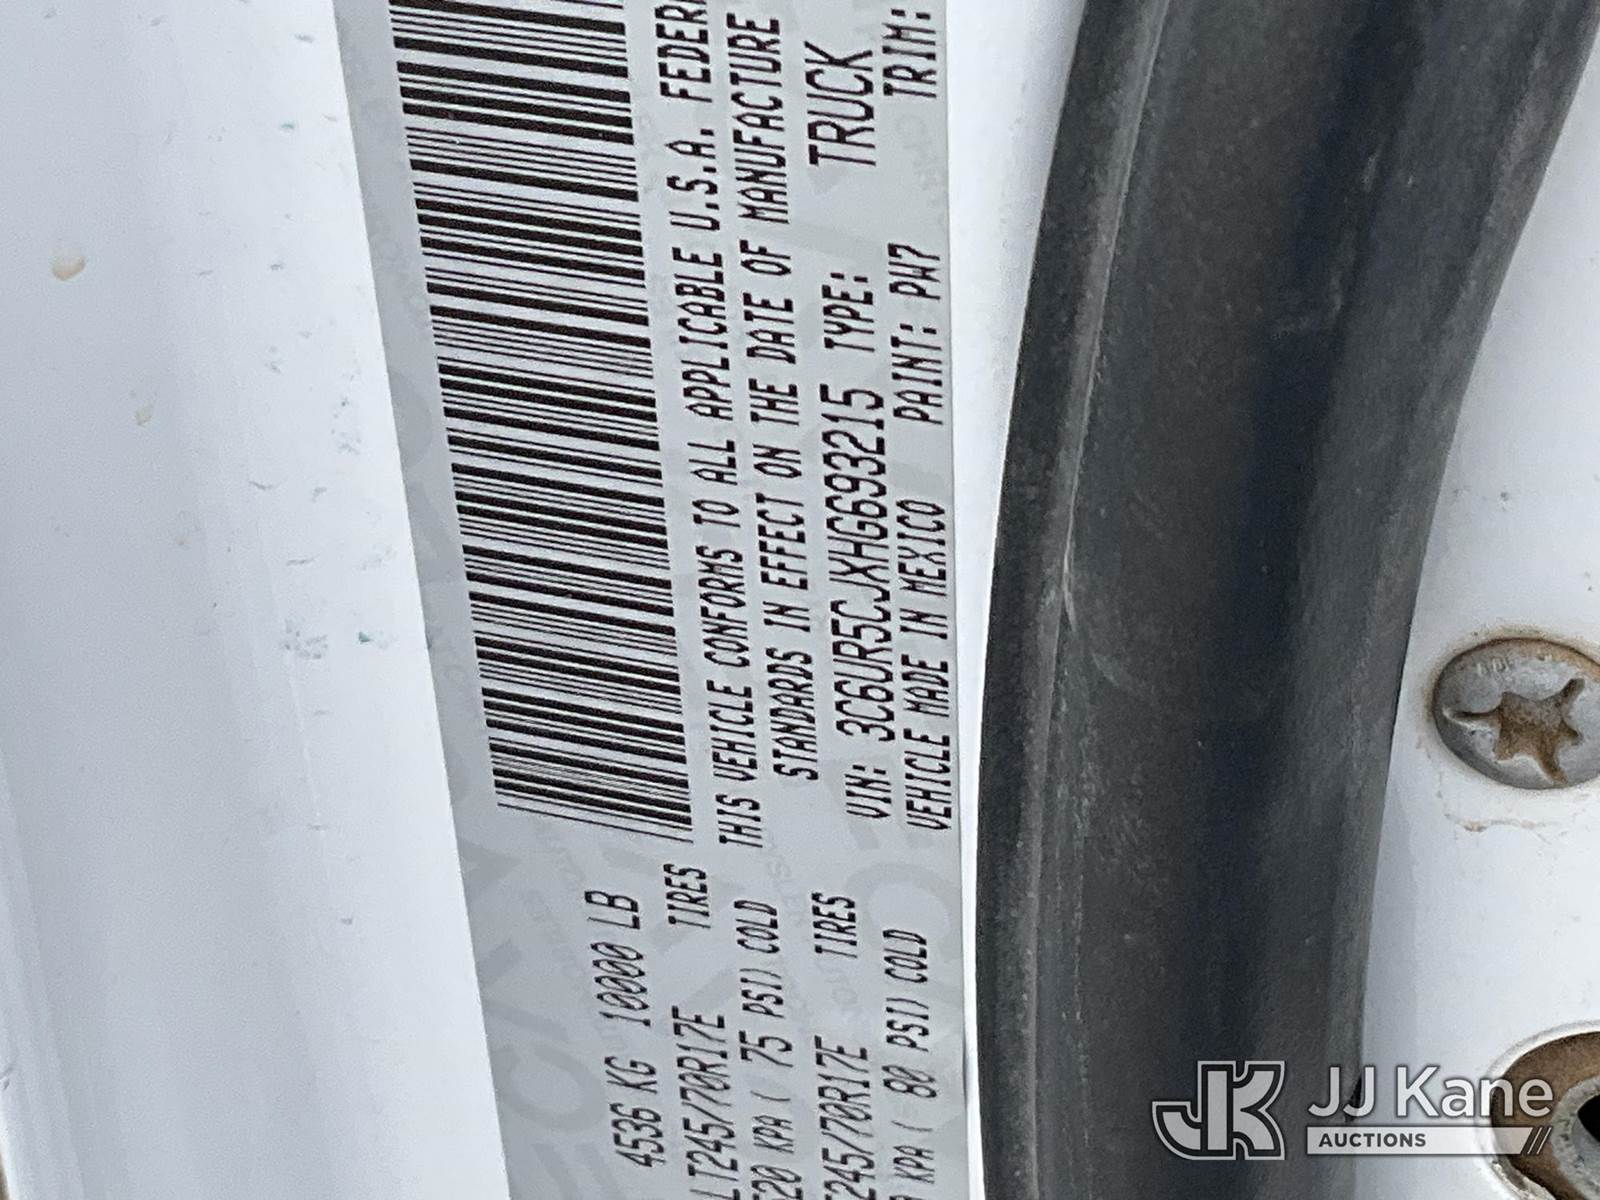 4536 KG 10000 LB
TIRES
LT245/70R17E
KPA ( 75 PSI) COLD
TIRES
245/70R17E
KPA ( 80 PSI) COLD
THIS VEHICLE CONFORMS TO ALL APPLICABLE U.S.A.
STANDARDS IN EFFECT ON THE DATE OF MANUFACTURE
VIN: 3C6UR5CJXHG693215 TYPE: TRUCK
VEHICLE MADE IN MEXICO PAINT: PW7 TRIM:
JJ Kane
AUCTIONS